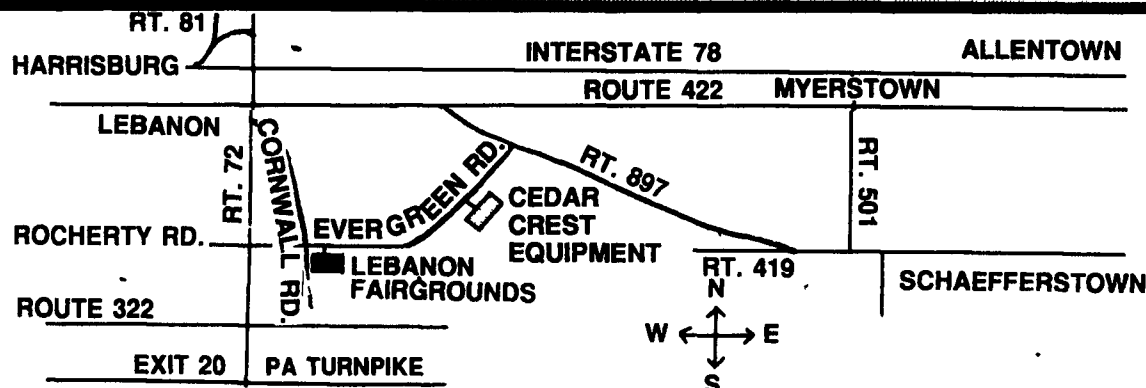 RT. 81
HARRISBURG
INTERSTATE 78
ALLENTOWN
ROUTE 422
MYERSTOWN
LEBANON
RT. 72
CORNWALL RD.
EVERGREEN RD.
RT. 897
RT. 501
CEDAR
CREST
EQUIPMENT
ROCHERTY RD.
LEBANON
FAIRGROUNDS
RT. 419
SCHAEFFERSTOWN
N
W
E
S
ROUTE 322
EXIT 20
PA TURNPIKE